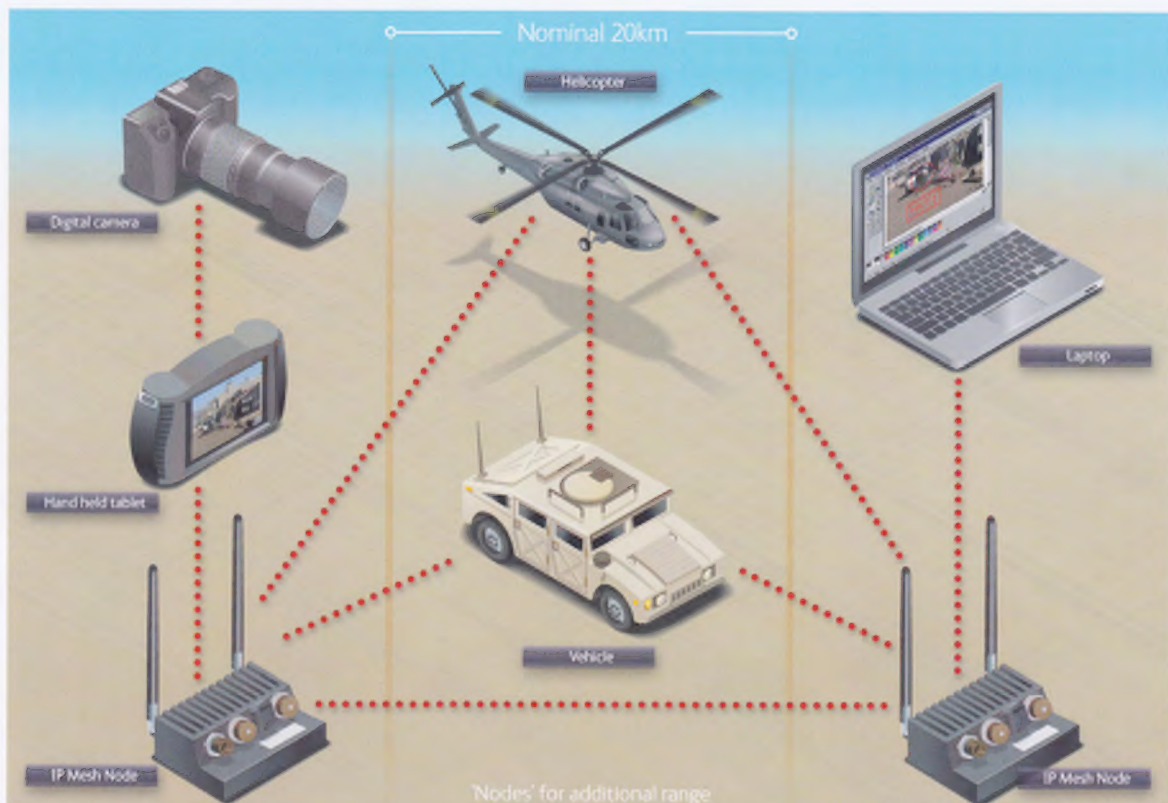 Nominal 20km
Helicopter
Digital camera
Laptop
Hand held tablet
Vehicle
IP Mesh Node
IP Mesh Node
'Nodes' for additional range